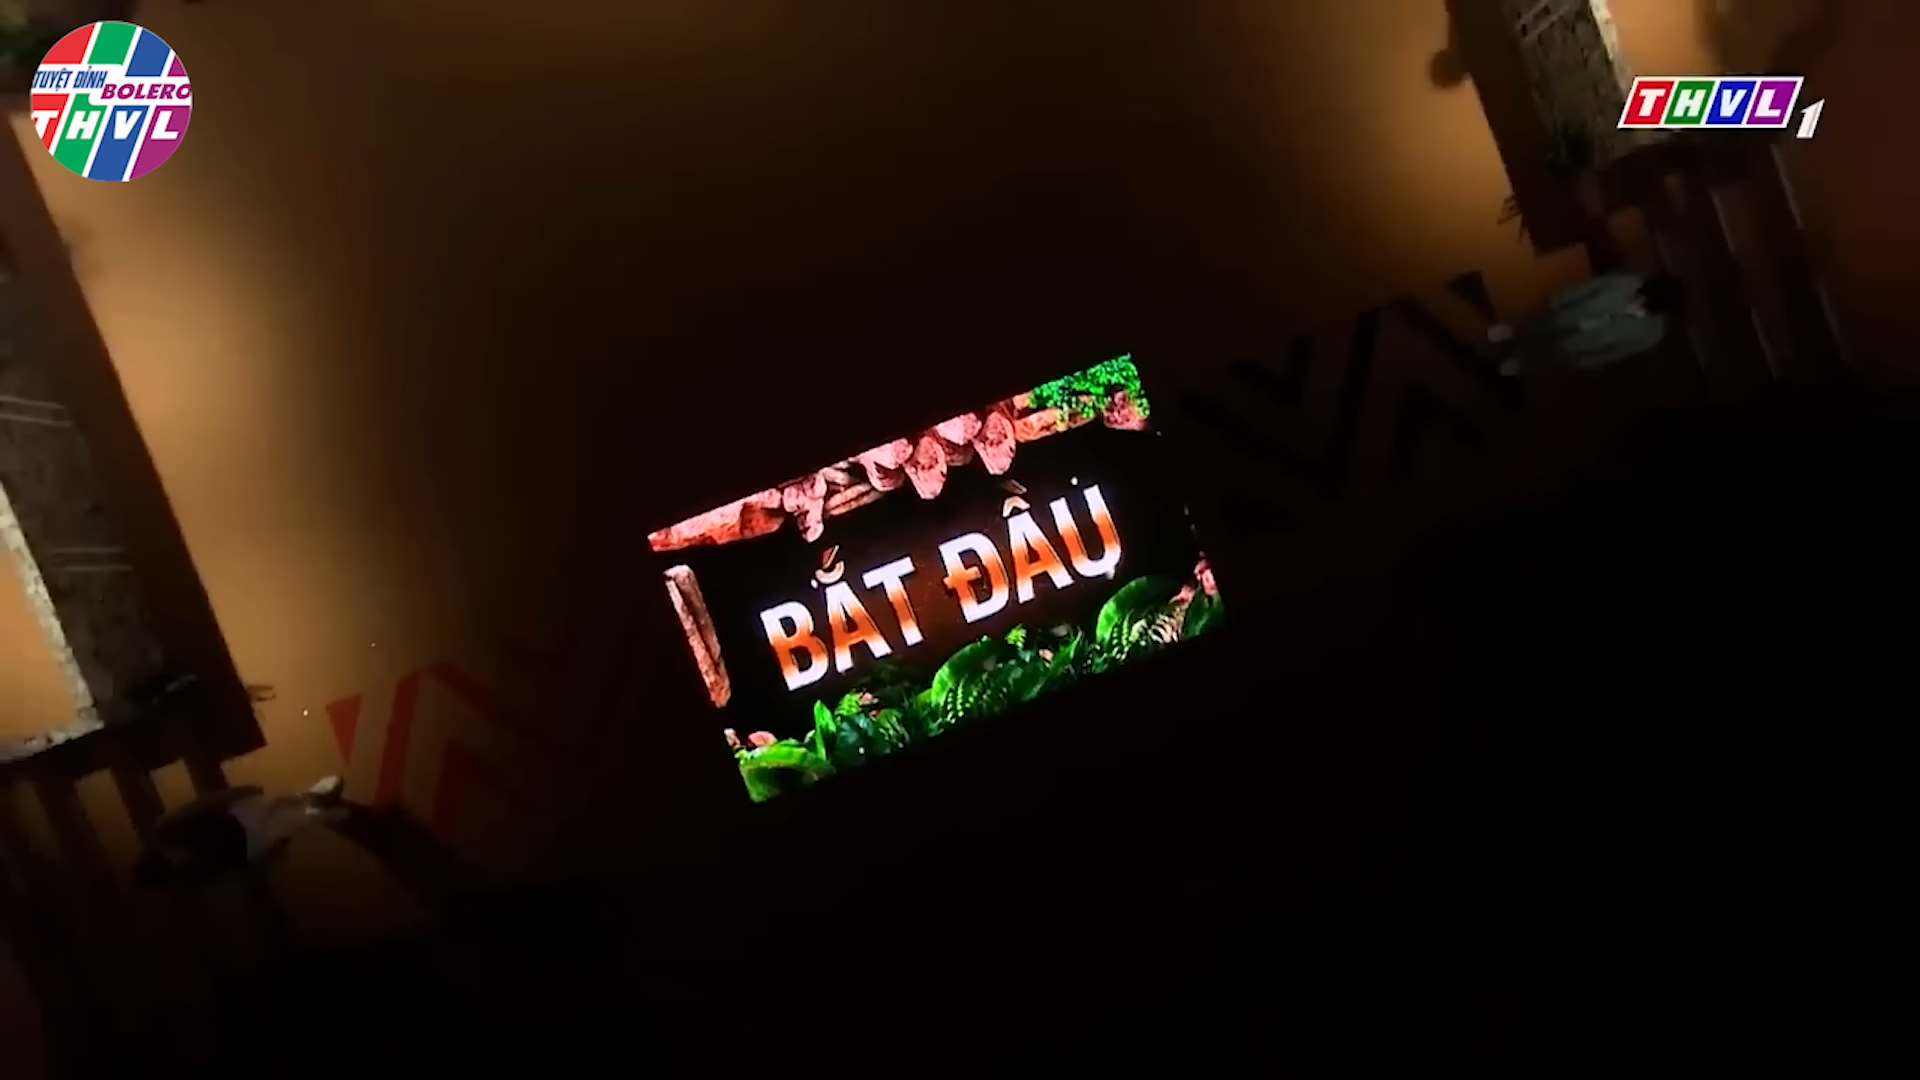 TUYỆT ĐỈNH
BOLERO
THVL
THVL1
BẮT ĐẦU